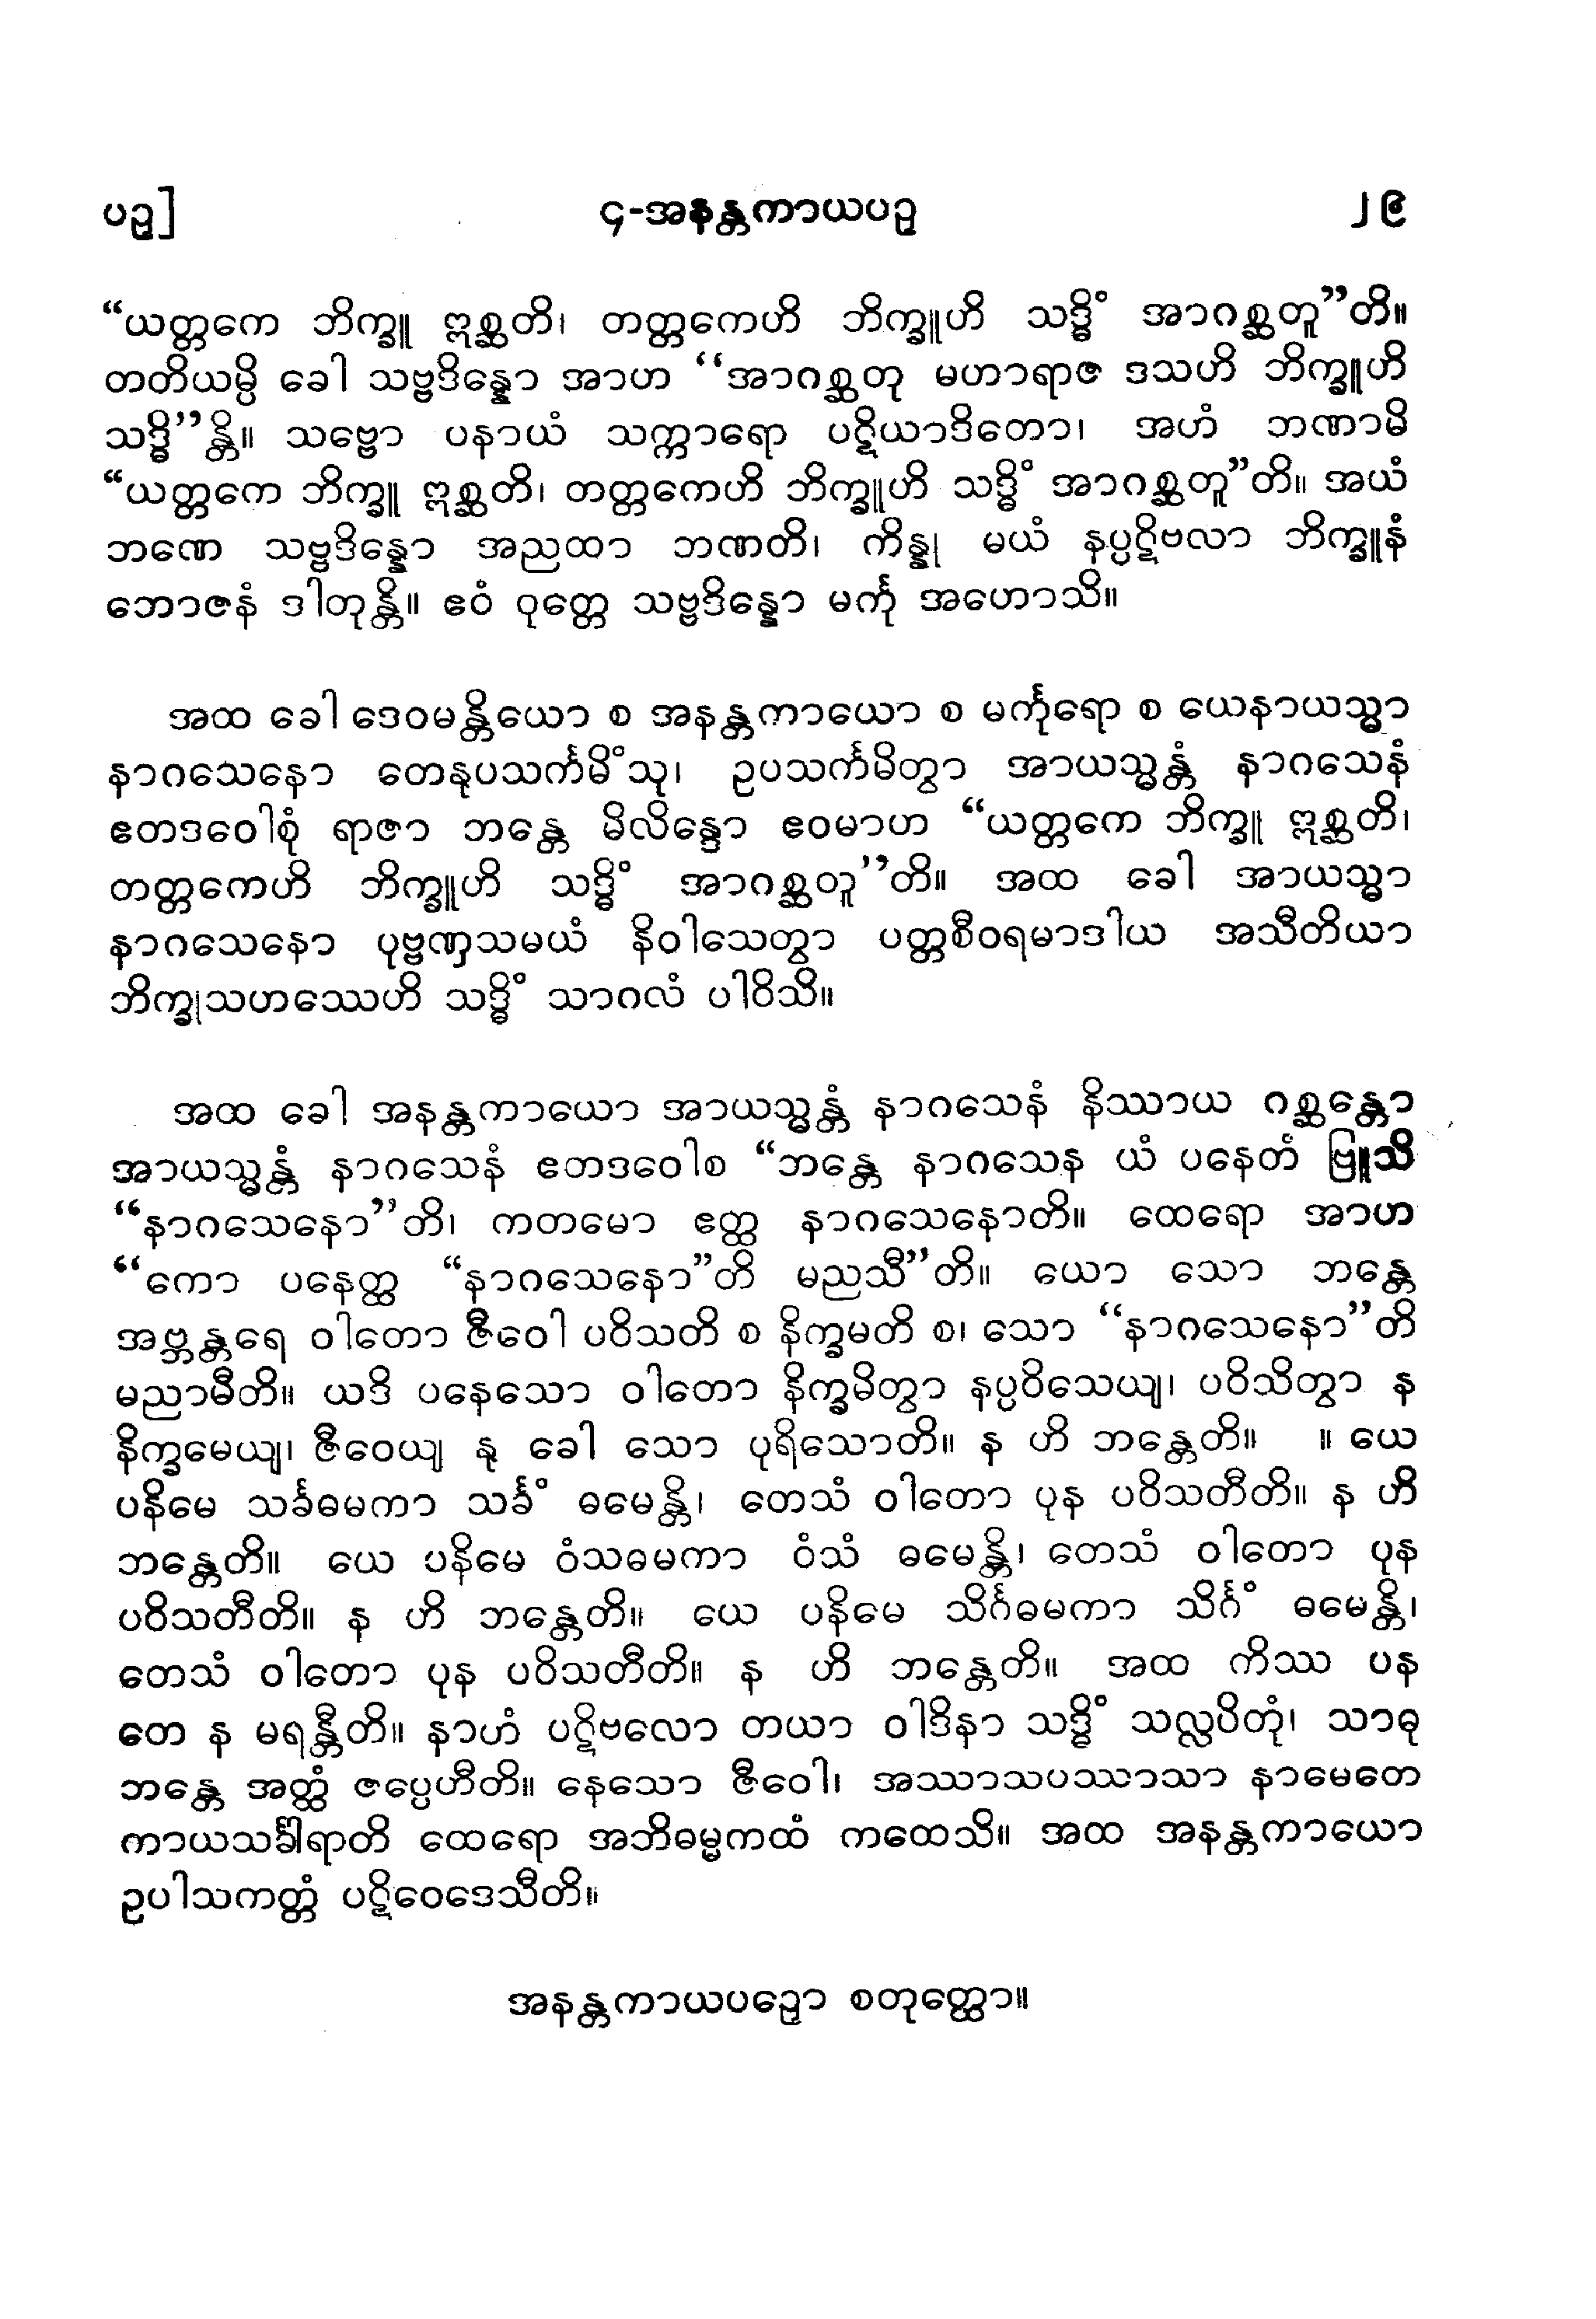 ပဥှ]
၄-အနန္တကာယပဥှ
၂၉
“ယတ္တကေ ဘိက္ခူ ဣစ္ဆတိ၊ တတ္တကေဟိ ဘိက္ခူဟိ သဒ္ဓိံ အာဂစ္ဆတူ”တိ။
တတိယမ္ပိ ခေါ သဗ္ဗဒိန္နော အာဟ “အာဂစ္ဆတု မဟာရာဇ ဒသဟိ ဘိက္ခူဟိ
သဒ္ဓိ”န္တိ။ သဗ္ဗော ပနာယံ သက္ကာရော ပဋိယာဒိတော၊ အဟံ ဘဏာမိ
“ယတ္တကေ ဘိက္ခူ ဣစ္ဆတိ၊ တတ္တကေဟိ ဘိက္ခူဟိ သဒ္ဓိံ အာဂစ္ဆတူ”တိ။ အယံ
ဘဏေ သဗ္ဗဒိန္နော အညထာ ဘဏတိ၊ ကိန္နု မယံ နပ္ပဋိဗလာ ဘိက္ခူနံ
ဘောဇနံ ဒါတုန္တိ။ ဧဝံ ဝုတ္တေ သဗ္ဗဒိန္နော မင်္ကု အဟောသိ။
အထ ခေါ ဒေဝမန္တိယော စ အနန္တကာယော စ မင်္ကုရော စ ယေနာယသ္မာ
နာဂသေနော တေနုပသင်္ကမိံသု၊ ဥပသင်္ကမိတွာ အာယသ္မန္တံ နာဂသေနံ
ဧတဒဝေါစုံ ရာဇာ ဘန္တေ မိလိန္ဒော ဧဝမာဟ “ယတ္တကေ ဘိက္ခူ ဣစ္ဆတိ၊
တတ္တကေဟိ ဘိက္ခူဟိ သဒ္ဓိံ အာဂစ္ဆတူ”တိ။ အထ ခေါ အာယသ္မာ
နာဂသေနော ပုဗ္ဗဏှသမယံ နိဝါသေတွာ ပတ္တစီဝရမာဒါယ အသီတိယာ
ဘိက္ခုသဟဿေဟိ သဒ္ဓိံ သာဂလံ ပါဝိသိ။
အထ ခေါ အနန္တကာယော အာယသ္မန္တံ နာဂသေနံ နိဿာယ ဂစ္ဆန္တော
အာယသ္မန္တံ နာဂသေနံ ဧတဒဝေါစ “ဘန္တေ နာဂသေန ယံ ပနေတံ ဗြူသိ
“နာဂသေနော”တိ၊ ကတမော ဧတ္ထ နာဂသေနောတိ။ ထေရော အာဟ
“ကော ပနေတ္ထ “နာဂသေနော”တိ မညသီ”တိ။ ယော သော ဘန္တေ
အဗ္ဘန္တရေ ဝါတော ဇီဝေါ ပဝိသတိ စ နိက္ခမတိ စ၊ သော “နာဂသေနော”တိ
မညာမီတိ။ ယဒိ ပနေသော ဝါတော နိက္ခမိတွာ နပ္ပဝိသေယျ၊ ပဝိသိတွာ န
နိက္ခမေယျ၊ ဇီဝေယျ နု ခေါ သော ပုရိသောတိ။ န ဟိ ဘန္တေတိ။ ။ ယေ
ပနိမေ သင်္ခဓမကာ သင်္ခံ ဓမေန္တိ၊ တေသံ ဝါတော ပုန ပဝိသတီတိ။ န ဟိ
ဘန္တေတိ။ ယေ ပနိမေ ဝံသဓမကာ ဝံသံ ဓမေန္တိ၊ တေသံ ဝါတော ပုန
ပဝိသတီတိ။ န ဟိ ဘန္တေတိ။ ယေ ပနိမေ သိင်္ဂဓမကာ သိင်္ဂံ ဓမေန္တိ၊
တေသံ ဝါတော ပုန ပဝိသတီတိ။ န ဟိ ဘန္တေတိ။ အထ ကိဿ ပန
တေ န မရန္တီတိ။ နာဟံ ပဋိဗလော တယာ ဝါဒိနာ သဒ္ဓိံ သလ္လပိတုံ၊ သာဓု
ဘန္တေ အတ္ထံ ဇပ္ပေဟီတိ။ နေသော ဇီဝေါ၊ အဿာသပဿာသာ နာမေတေ
ကာယသင်္ခါရာတိ ထေရော အဘိဓမ္မကထံ ကထေသိ။ အထ အနန္တကာယော
ဥပါသကတ္တံ ပဋိဝေဒေသီတိ။
အနန္တကာယပဥှော စတုတ္ထော။